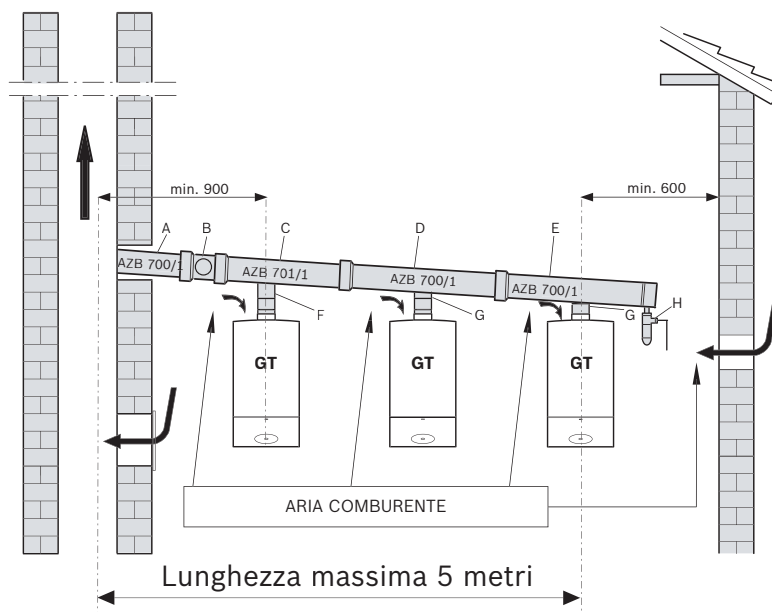 min. 900
min. 600
A
B
C
D
E
AZB 700/1
AZB 701/1
AZB 700/1
AZB 700/1
F
G
G
H
GT
GT
GT
ARIA COMBURENTE
Lunghezza massima 5 metri